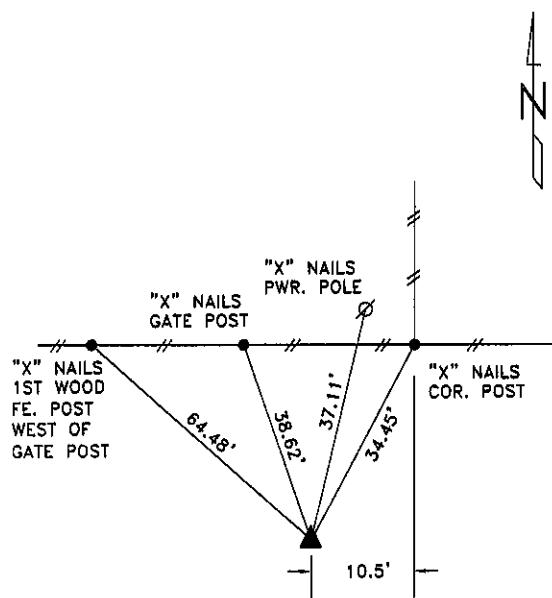 N
"X" NAILS
PWR. POLE
"X" NAILS
GATE POST
"X" NAILS
1ST WOOD
FE. POST
WEST OF
GATE POST
"X" NAILS
COR. POST
64.48'
38.62'
37.11'
34.45'
10.5'